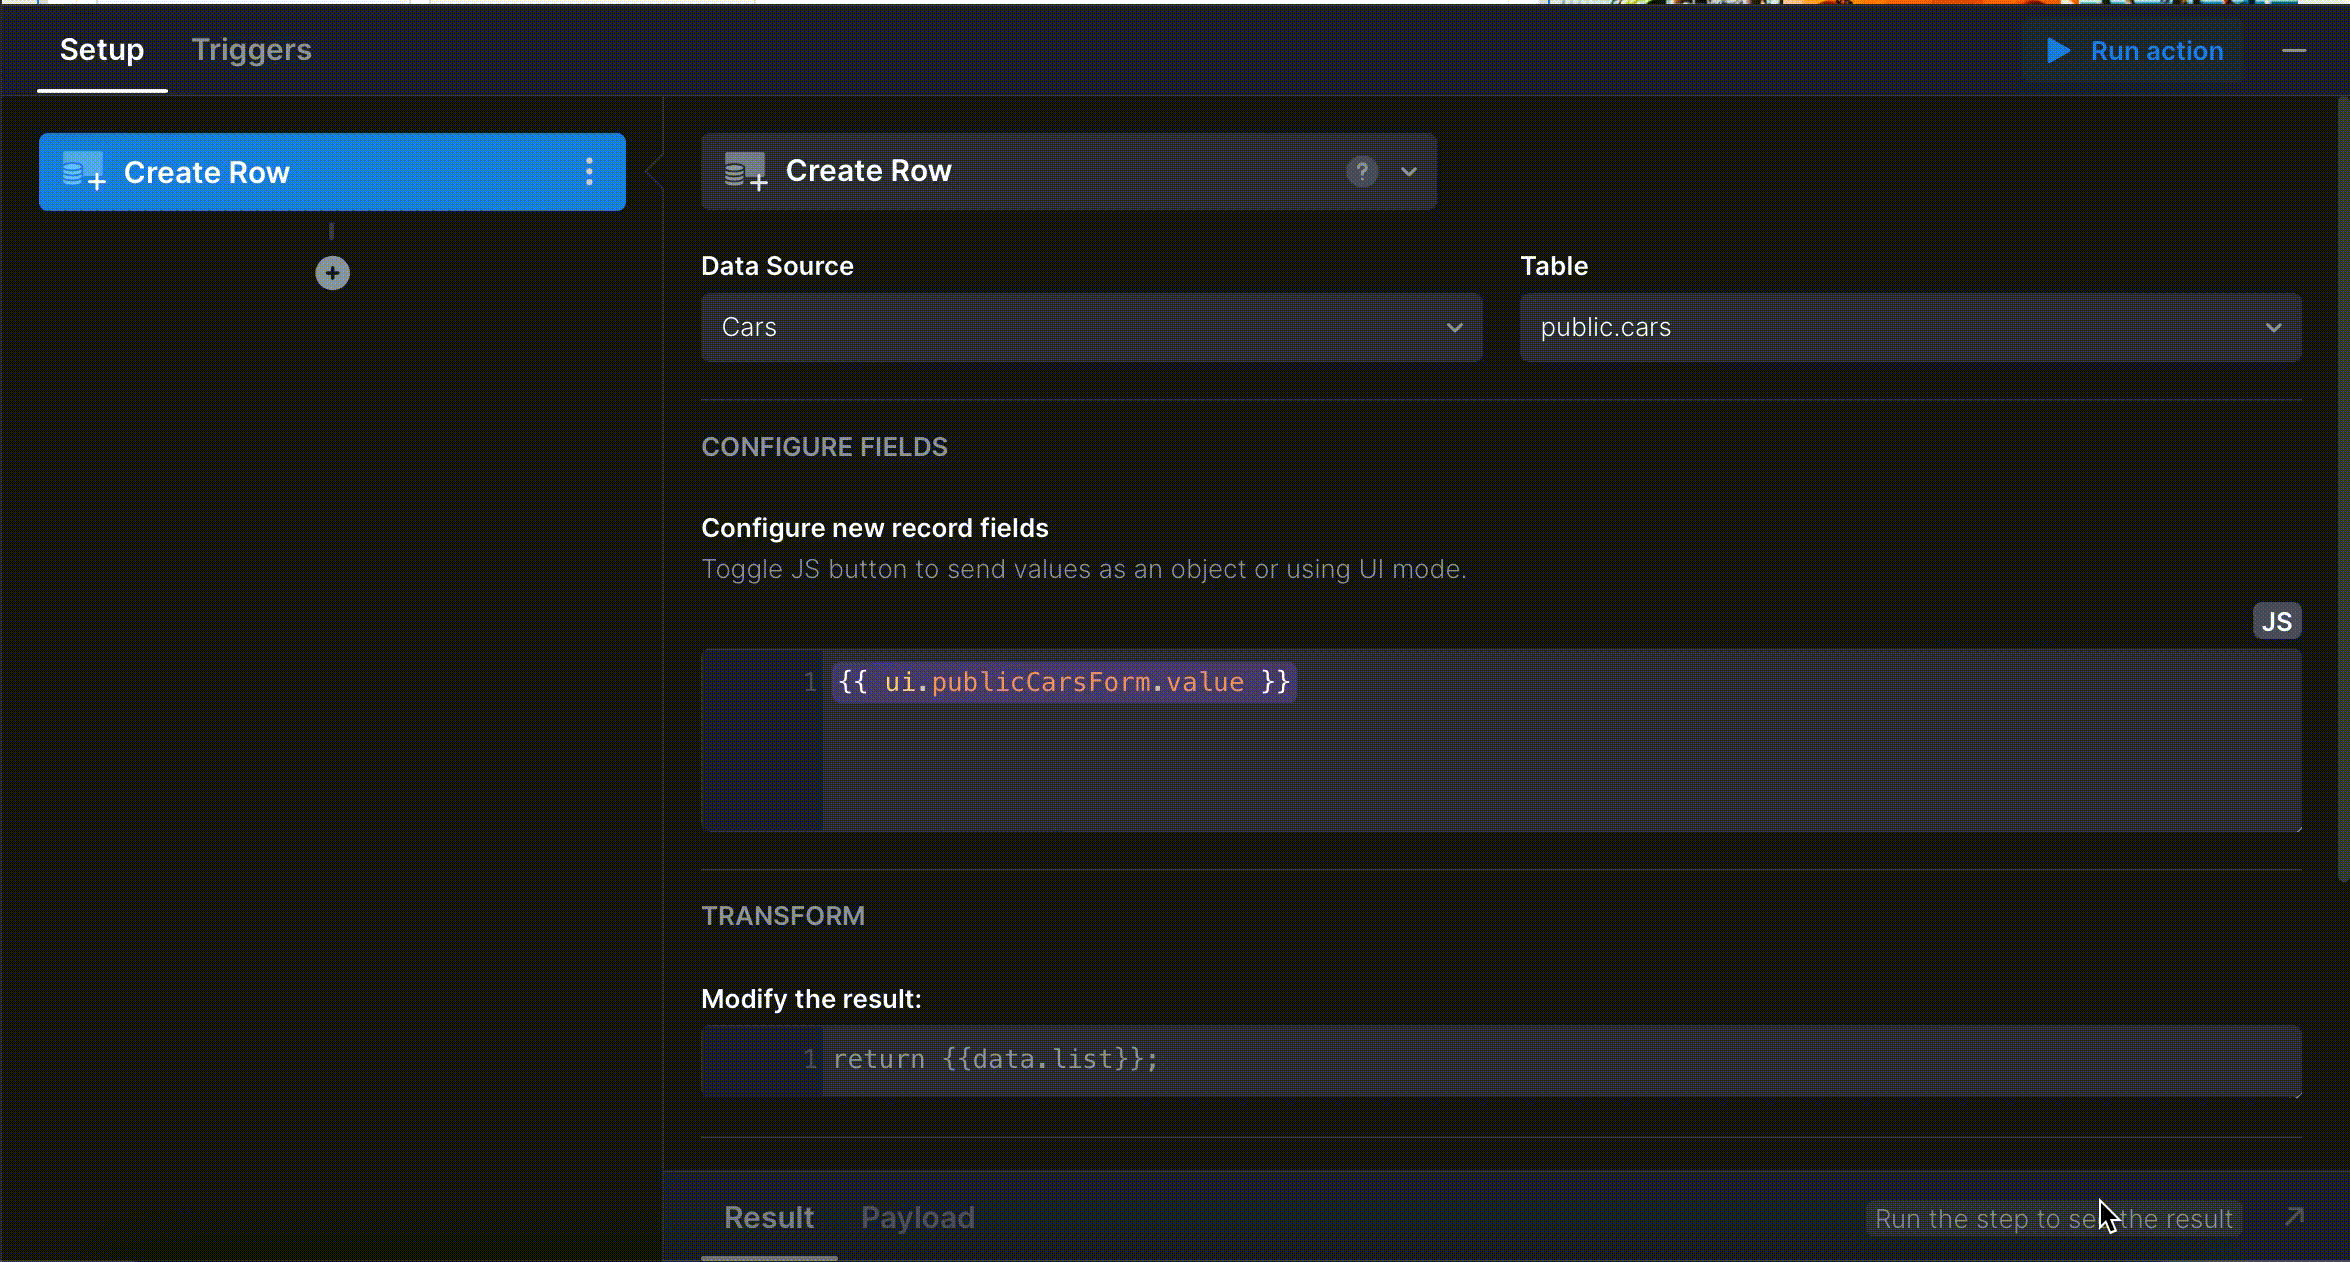 Setup Triggers Run action
Create Row
Create Row ?
Data Source Table
Cars public.cars
CONFIGURE FIELDS
Configure new record fields
Toggle JS button to send values as an object or using UI mode.
JS
1 {{ ui.publicCarsForm.value }}
TRANSFORM
Modify the result:
1 return {{data.list}};
Result Payload Run the step to see the result